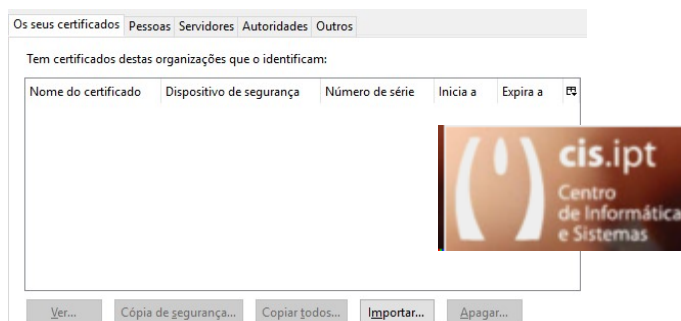 Os seus certificados Pessoas Servidores Autoridades Outros
Tem certificados destas organizações que o identificam:
Nome do certificado Dispositivo de segurança Número de série Inicia a Expira a
cis.ipt
Centro
de Informática
e Sistemas
Ver... Cópia de segurança... Copiar todos... Importar... Apagar...